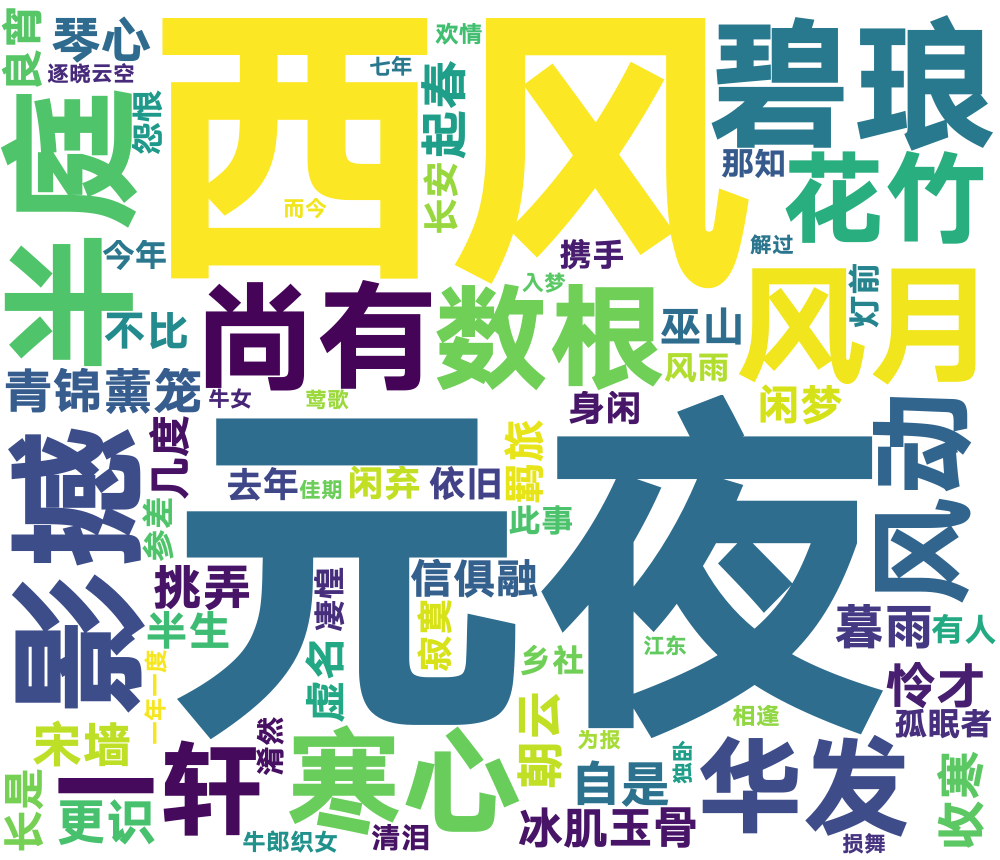 良宵
琴心
逐晓云空
怨恨
半庭
西风
七年
欢情
起春
长安
而今
碧琅
那知
花竹
解过
携手
入梦
今年
不比
半
尚有
数根
巫山
风雨
风月
灯前
青锦薰笼
牛女
莺歌
身闲
闲梦
影撼
几度
去年
佳期
闲弃
依旧
羁旅
此事
参差
元夜
风动
挑弄
凄惶
信俱融
寂寞
半生
虚名
乡社
江东
暮雨
有人
怜才
孤眠者
一年一度
宋墙
淆然
一轩
寒心
朝云
为报
相逢
独卧
自是
华发
收寒
长是
更识
牛郎织女
清泪
冰肌玉骨
损舞